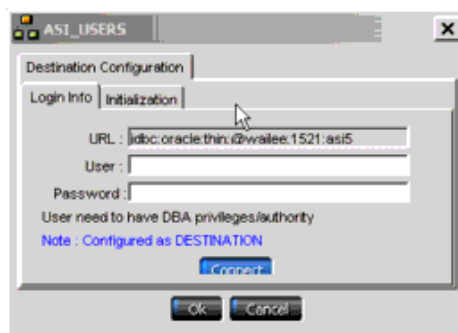 ASI_USERS
Destination Configuration
Login Info Initialization
URL : jdbc:oracle:thin:@wailee:1521:asi5
User :
Password :
User need to have DBA privileges/authority
Note : Configured as DESTINATION
Connect
Ok Cancel